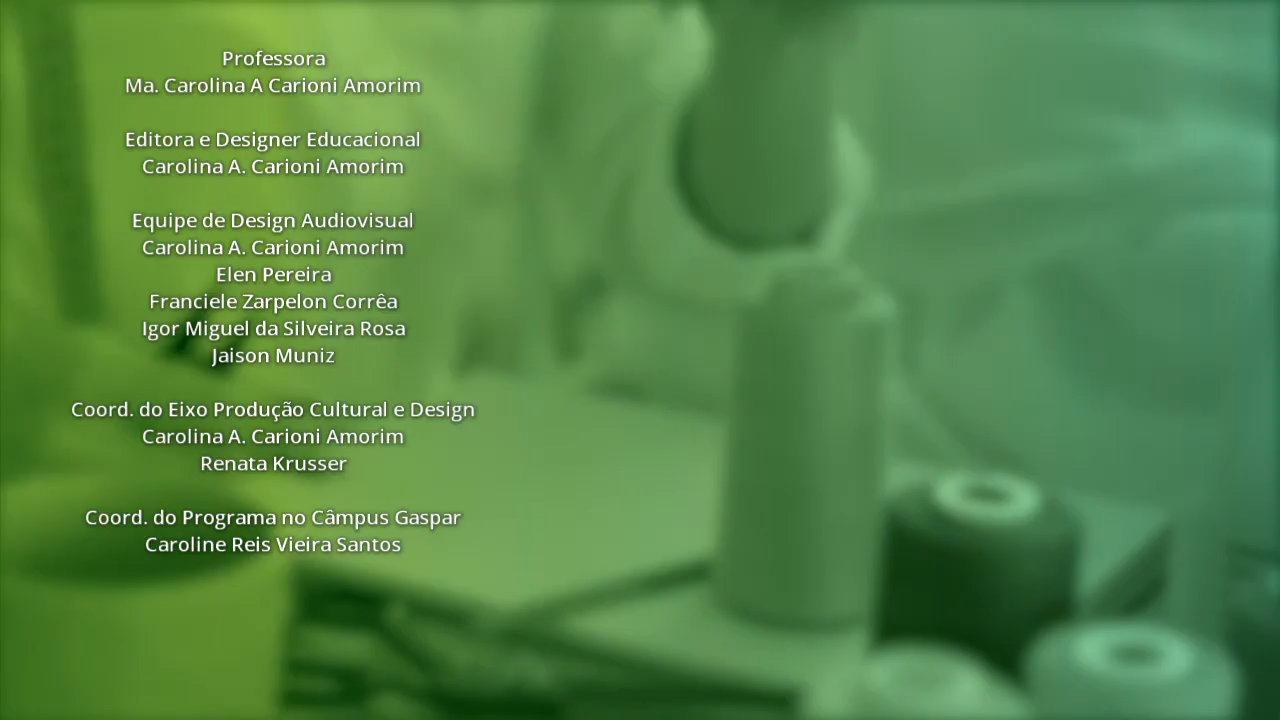 Professora
Ma. Carolina A Carioni Amorim
Editora e Designer Educacional
Carolina A. Carioni Amorim
Equipe de Design Audiovisual
Carolina A. Carioni Amorim
Elen Pereira
Franciele Zarpelon Corrêa
Igor Miguel da Silveira Rosa
Jaison Muniz
Coord. do Eixo Produção Cultural e Design
Carolina A. Carioni Amorim
Renata Krusser
Coord. do Programa no Câmpus Gaspar
Caroline Reis Vieira Santos